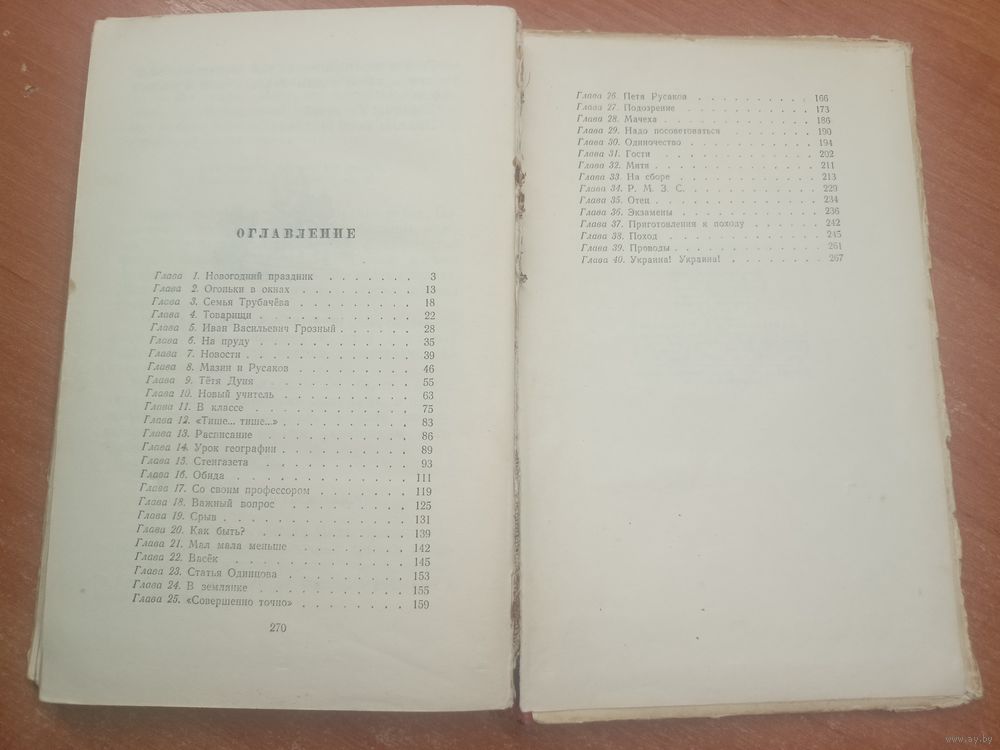 ОГЛАВЛЕНИЕ
Глава 1. Новогодний праздник . . . . . . . 3
Глава 2. Огоньки в окнах . . . . . . . . . 13
Глава 3. Семья Трубачёва . . . . . . . . . 18
Глава 4. Товарищи . . . . . . . . . . . 22
Глава 5. Иван Васильевич Грозный . . . . . . 28
Глава 6. На пруду . . . . . . . . . . . 35
Глава 7. Новости . . . . . . . . . . . . 39
Глава 8. Мазин и Русаков . . . . . . . . . 46
Глава 9. Тётя Дуня . . . . . . . . . . . 55
Глава 10. Новый учитель . . . . . . . . . . 63
Глава 11. В классе . . . . . . . . . . . 75
Глава 12. «Тише... тише...» . . . . . . . . . . 83
Глава 13. Расписание . . . . . . . . . . . 86
Глава 14. Урок географии . . . . . . . . . . 89
Глава 15. Стенгазета . . . . . . . . . . . 93
Глава 16. Обида . . . . . . . . . . . . 111
Глава 17. Со своим профессором . . . . . . . 119
Глава 18. Важный вопрос . . . . . . . . . 125
Глава 19. Срыв . . . . . . . . . . . . . 131
Глава 20. Как быть? . . . . . . . . . . . 139
Глава 21. Мал мала меньше . . . . . . . . 142
Глава 22. Васёк . . . . . . . . . . . . 145
Глава 23. Статья Одинцова . . . . . . . . . 153
Глава 24. В землянке . . . . . . . . . . . 155
Глава 25. «Совершенно точно» . . . . . . . . 159
270
Глава 26. Петя Русаков . . . . . . . . . 166
Глава 27. Подозрение . . . . . . . . . . 173
Глава 28. Мачеха . . . . . . . . . . . 186
Глава 29. Надо посоветоваться . . . . . . . 190
Глава 30. Одиночество . . . . . . . . . . 194
Глава 31. Гости . . . . . . . . . . . . 202
Глава 32. Митя . . . . . . . . . . . . 211
Глава 33. На сборе . . . . . . . . . . . 213
Глава 34. Р. М. З. С. . . . . . . . . . . 229
Глава 35. Отец . . . . . . . . . . . . 234
Глава 36. Экзамены . . . . . . . . . . . 236
Глава 37. Приготовления к походу . . . . . . 242
Глава 38. Поход . . . . . . . . . . . . 245
Глава 39. Проводы . . . . . . . . . . . 261
Глава 40. Украина! Украина! . . . . . . . . 267
www.ay.by